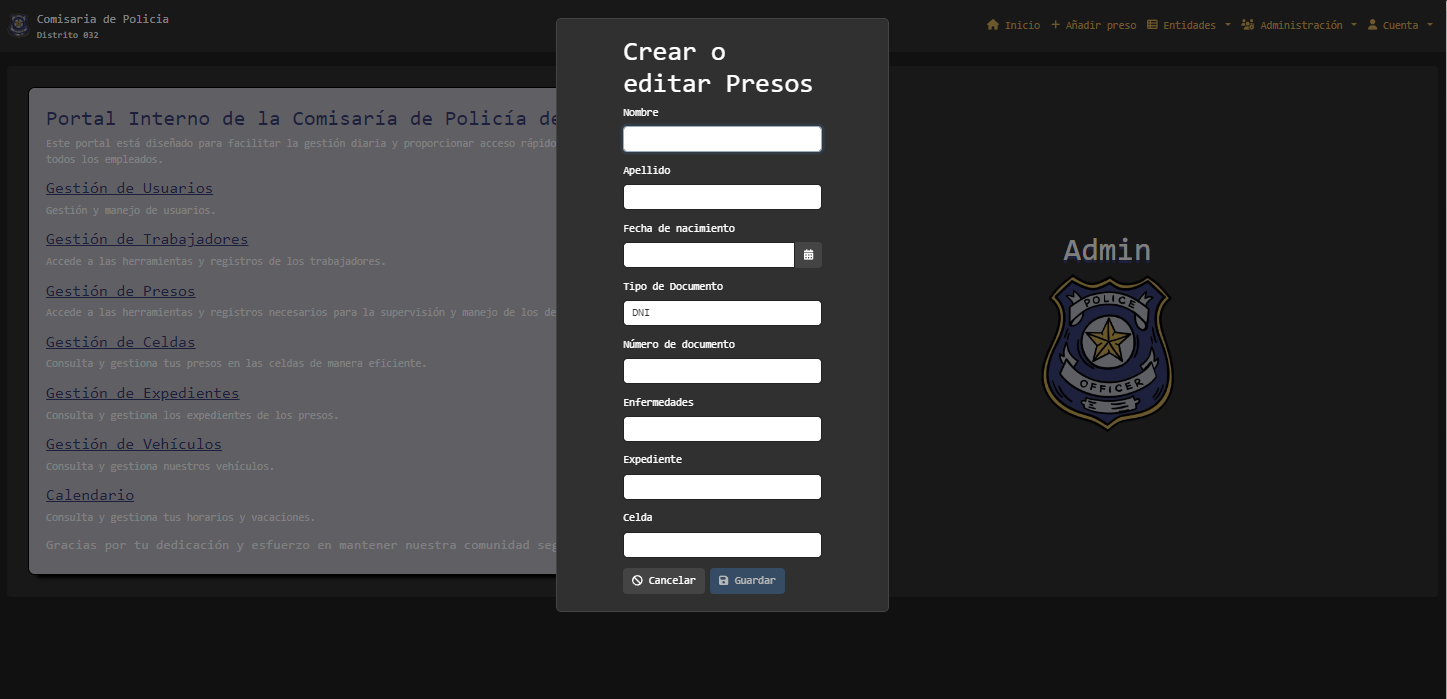 Comisaria de Policia
Distrito 032
Inicio
Añadir preso
Entidades
Administración
Cuenta
Portal Interno de la Comisaría de Policía de
Este portal está diseñado para facilitar la gestión diaria y proporcionar acceso rápido
todos los empleados.
Gestión de Usuarios
Gestión y manejo de usuarios.
Gestión de Trabajadores
Accede a las herramientas y registros de los trabajadores.
Gestión de Presos
Accede a las herramientas y registros necesarios para la supervisión y manejo de los de
Gestión de Celdas
Consulta y gestiona tus presos en las celdas de manera eficiente.
Gestión de Expedientes
Consulta y gestiona los expedientes de los presos.
Gestión de Vehículos
Consulta y gestiona nuestros vehículos.
Calendario
Consulta y gestiona tus horarios y vacaciones.
Gracias por tu dedicación y esfuerzo en mantener nuestra comunidad seg
Crear o
editar Presos
Nombre
Apellido
Fecha de nacimiento
Tipo de Documento
DNI
Número de documento
Enfermedades
Expediente
Celda
Cancelar
Guardar
Admin
POLICE
OFFICER